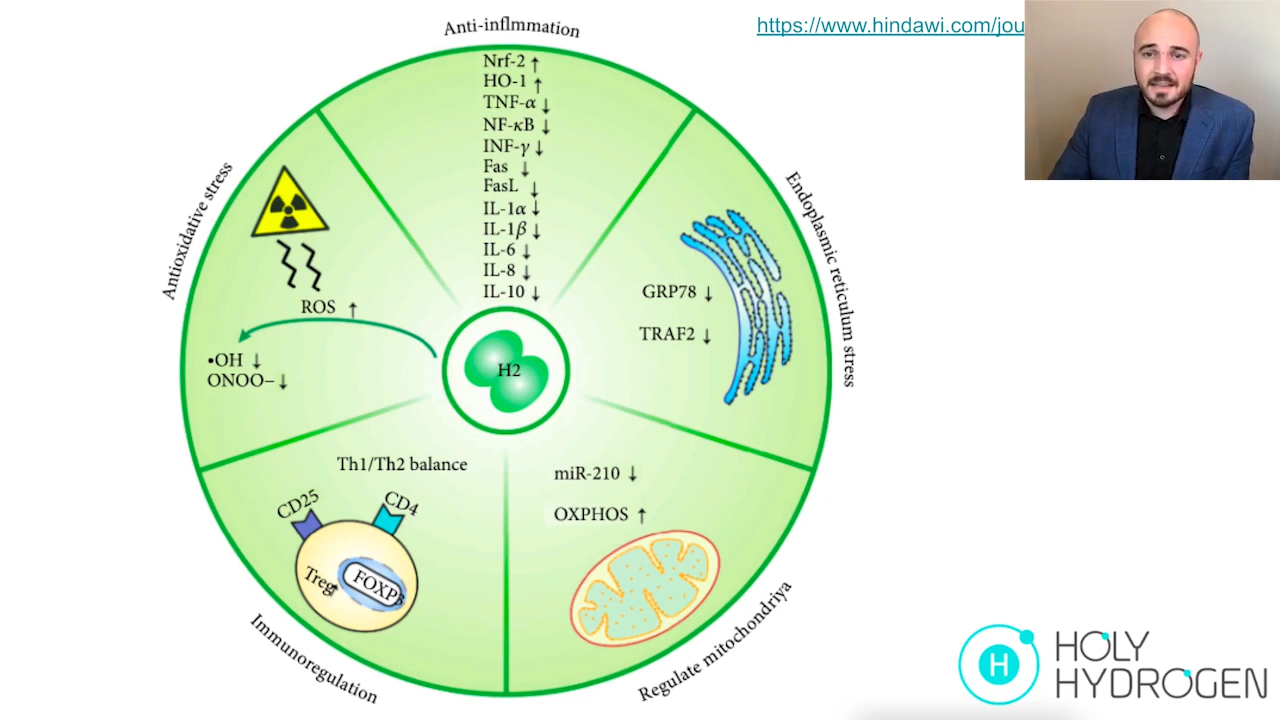 Anti-inflmmation
https://www.hindawi.com/jou
Nrf-2 ↑
HO-1 ↑
TNF-α ↓
NF-κB ↓
INF-γ ↓
Fas ↓
FasL ↓
IL-1α ↓
IL-1β ↓
IL-6 ↓
IL-8 ↓
IL-10 ↓
Antioxidative stress
ROS ↑
•OH ↓
ONOO− ↓
Endoplasmic reticulum stress
GRP78 ↓
TRAF2 ↓
H2
Th1/Th2 balance
CD25
CD4
Treg
FOXP3
Immunoregulation
miR-210 ↓
OXPHOS ↑
Regulate mitochondriya
H
HOLY
HYDROGEN